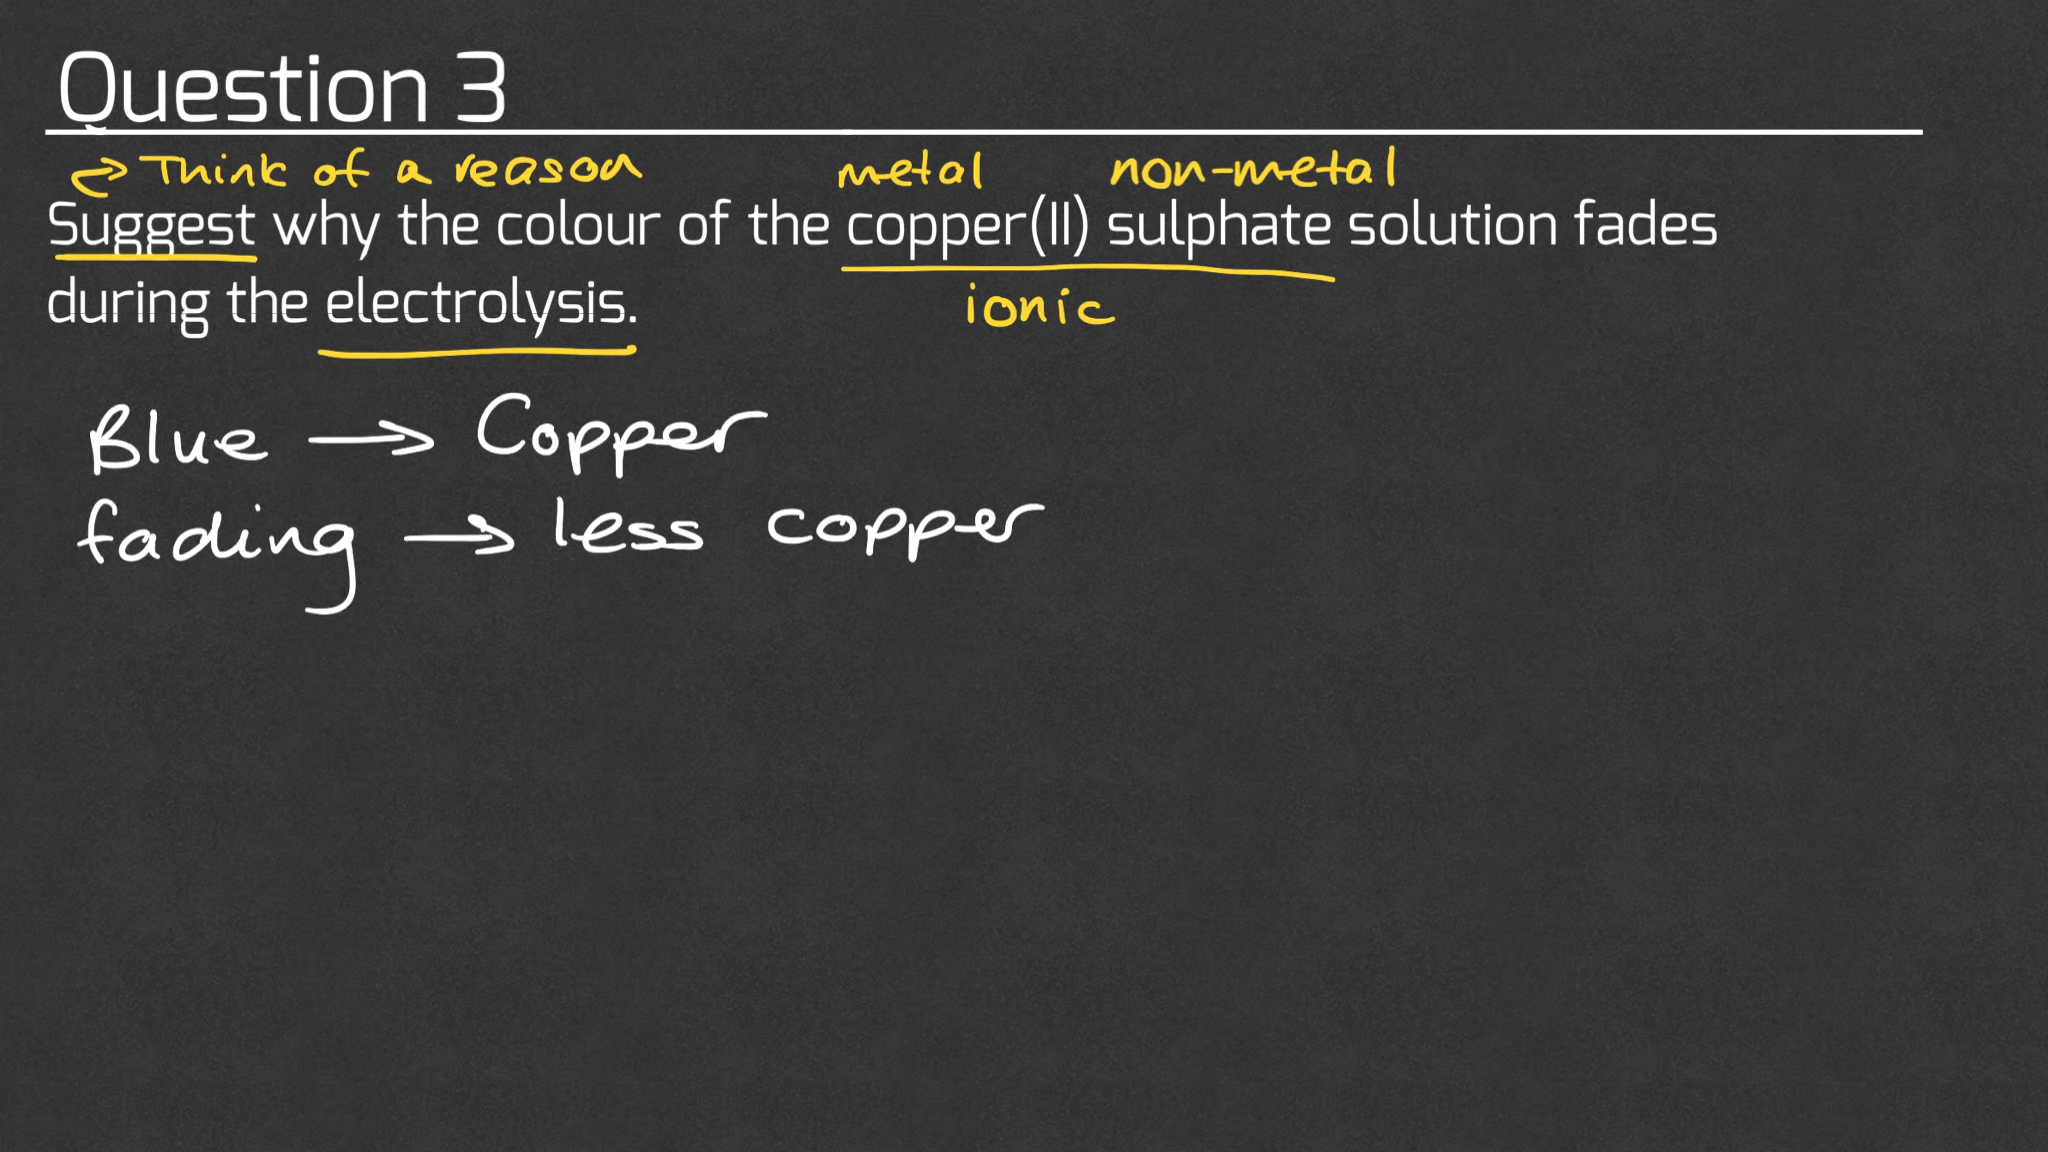 Question 3
→ Think of a reason metal non-metal
Suggest why the colour of the copper(II) sulphate solution fades
during the electrolysis.
ionic
Blue → Copper
fading → less copper